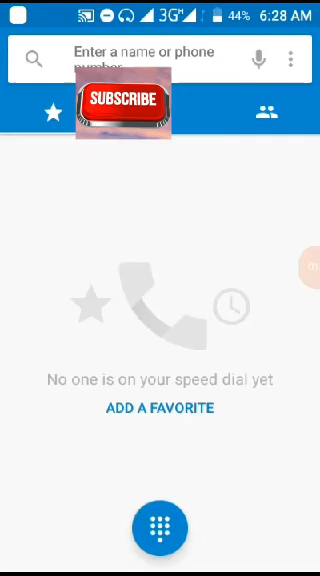 3G H 44% 6:28 AM
Enter a name or phone
number
SUBSCRIBE
No one is on your speed dial yet
ADD A FAVORITE